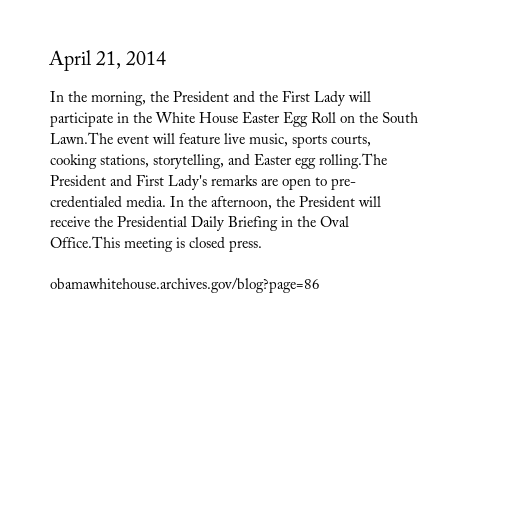 April 21, 2014
In the morning, the President and the First Lady will
participate in the White House Easter Egg Roll on the South
Lawn.The event will feature live music, sports courts,
cooking stations, storytelling, and Easter egg rolling.The
President and First Lady's remarks are open to pre-
credentialed media. In the afternoon, the President will
receive the Presidential Daily Briefing in the Oval
Office.This meeting is closed press.
obamawhitehouse.archives.gov/blog?page=86